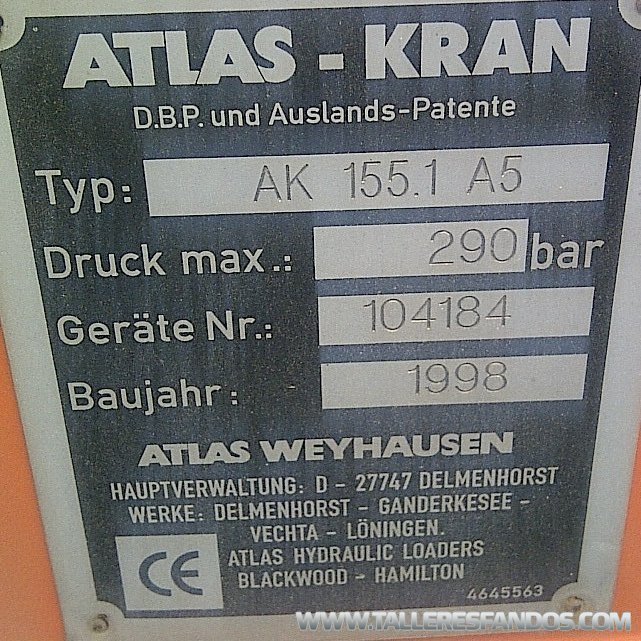 ATLAS - KRAN
D.B.P. und Auslands-Patente
Typ: AK 155.1 A5
Druck max.: 290 bar
Geräte Nr.: 104184
Baujahr: 1998
ATLAS WEYHAUSEN
HAUPTVERWALTUNG: D - 27747 DELMENHORST
WERKE: DELMENHORST - GANDERKESEE -
VECHTA - LÖNINGEN.
ATLAS HYDRAULIC LOADERS
BLACKWOOD - HAMILTON
CE
4645563
WWW.TALLERESFANDOS.COM